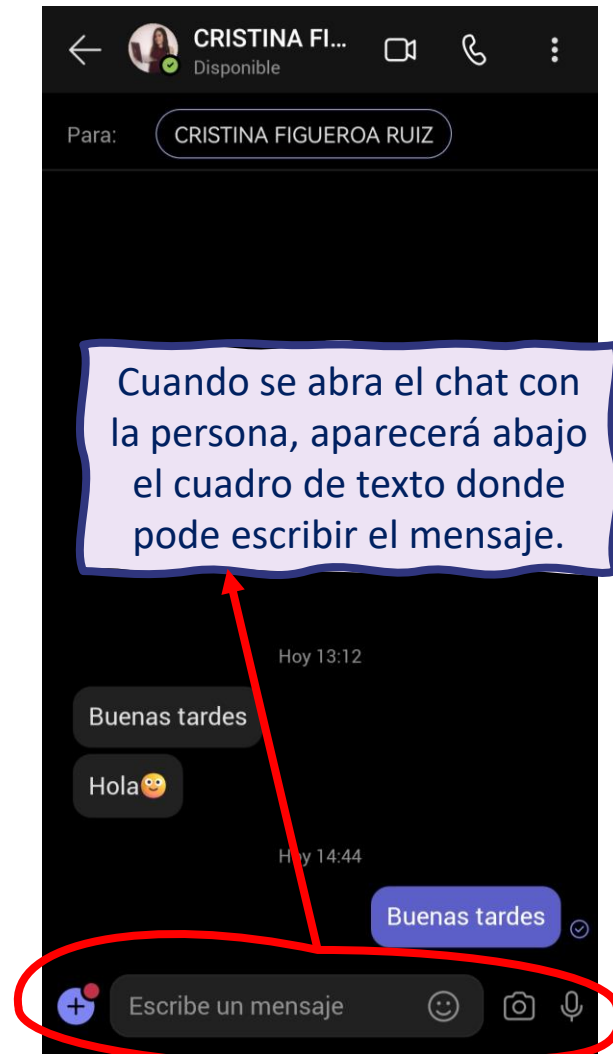 CRISTINA FI...
Disponible
Para: CRISTINA FIGUEROA RUIZ
Cuando se abra el chat con
la persona, aparecerá abajo
el cuadro de texto donde
pode escribir el mensaje.
Hoy 13:12
Buenas tardes
Hola
Hoy 14:44
Buenas tardes
Escribe un mensaje